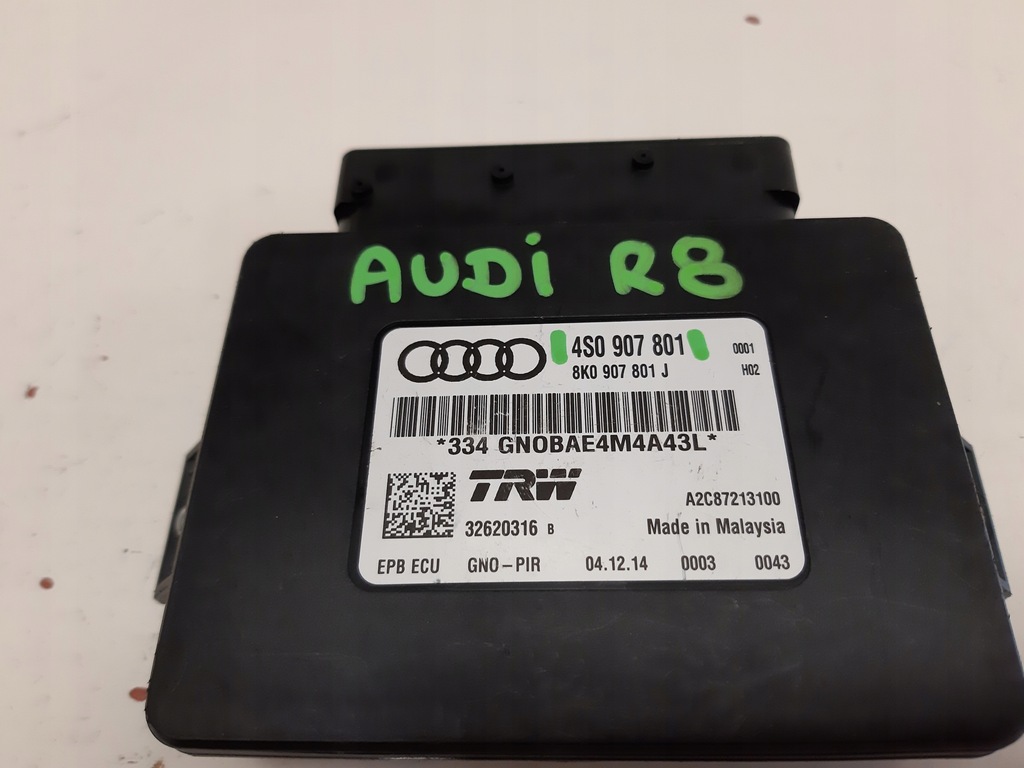 AUDi R8
4S0 907 801 0001
8K0 907 801 J H02
*334 GN0BAE4M4A43L*
TRW
A2C87213100
32620316 B Made in Malaysia
EPB ECU GNO-PIR 04.12.14 0003 0043